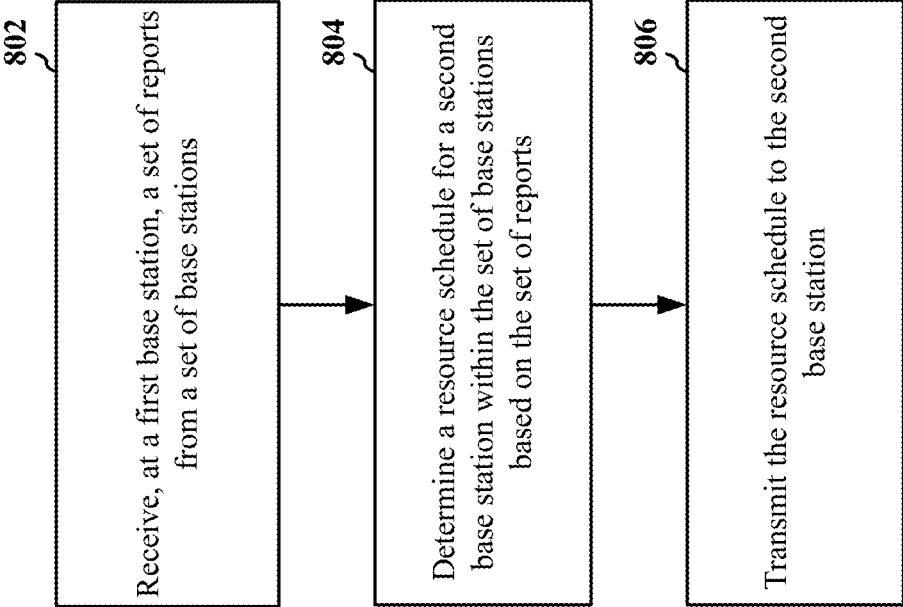 802
Receive, at a first base station, a set of reports
from a set of base stations
804
Determine a resource schedule for a second
base station within the set of base stations
based on the set of reports
806
Transmit the resource schedule to the second
base station